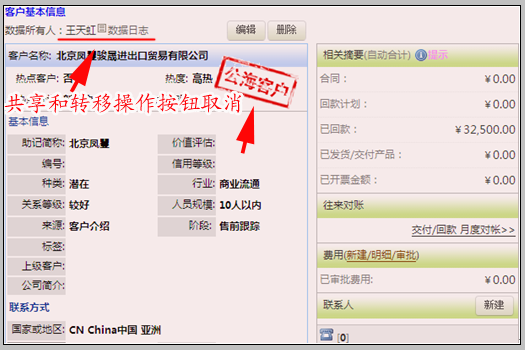 客户基本信息
数据所有人：王天虹 数据日志
编辑 删除
客户名称: 北京凤鬘骏晟进出口贸易有限公司
热点客户: 否 热度: 高热
公海客户
共享和转移操作按钮取消
基本信息
助记简称: 北京凤鬘 价值评估:
编号: 信用等级:
种类: 潜在 行业: 商业流通
关系等级: 较好 人员规模: 10人以内
来源: 客户介绍 阶段: 售前跟踪
标签:
上级客户:
公司简介:
联系方式
国家或地区: CN China中国 亚洲
相关摘要(自动合计) 提示
合同： ￥0.00
回款计划： ￥0.00
已回款： ￥32,500.00
已发货/交付产品： ￥0.00
已开票金额： ￥0.00
往来对账
交付/回款 月度对帐>>
费用(新建/明细/审批)
已审批费用: ￥0.00
联系人 新建
[0]